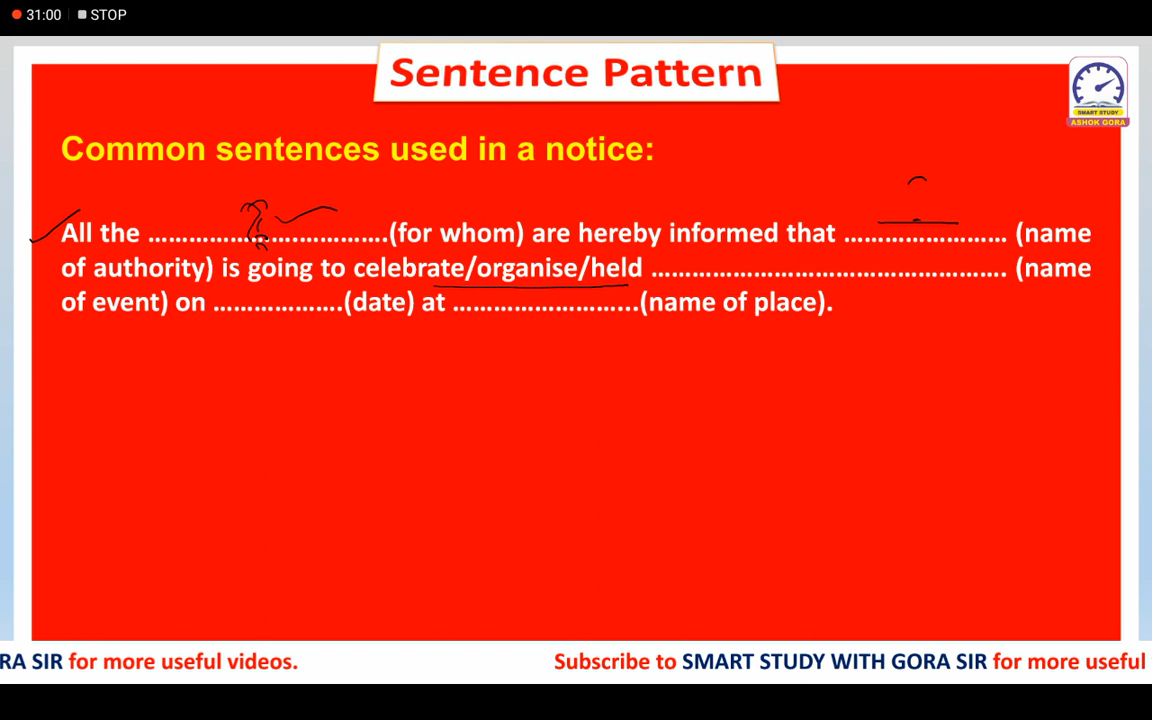 31:00 STOP
Sentence Pattern
SMART STUDY
ASHOK GORA
Common sentences used in a notice:
All the ……………………………..(for whom) are hereby informed that …………………… (name
of authority) is going to celebrate/organise/held ……………………………………………. (name
of event) on ……………….(date) at ……………………...(name of place).
RA SIR for more useful videos. Subscribe to SMART STUDY WITH GORA SIR for more useful